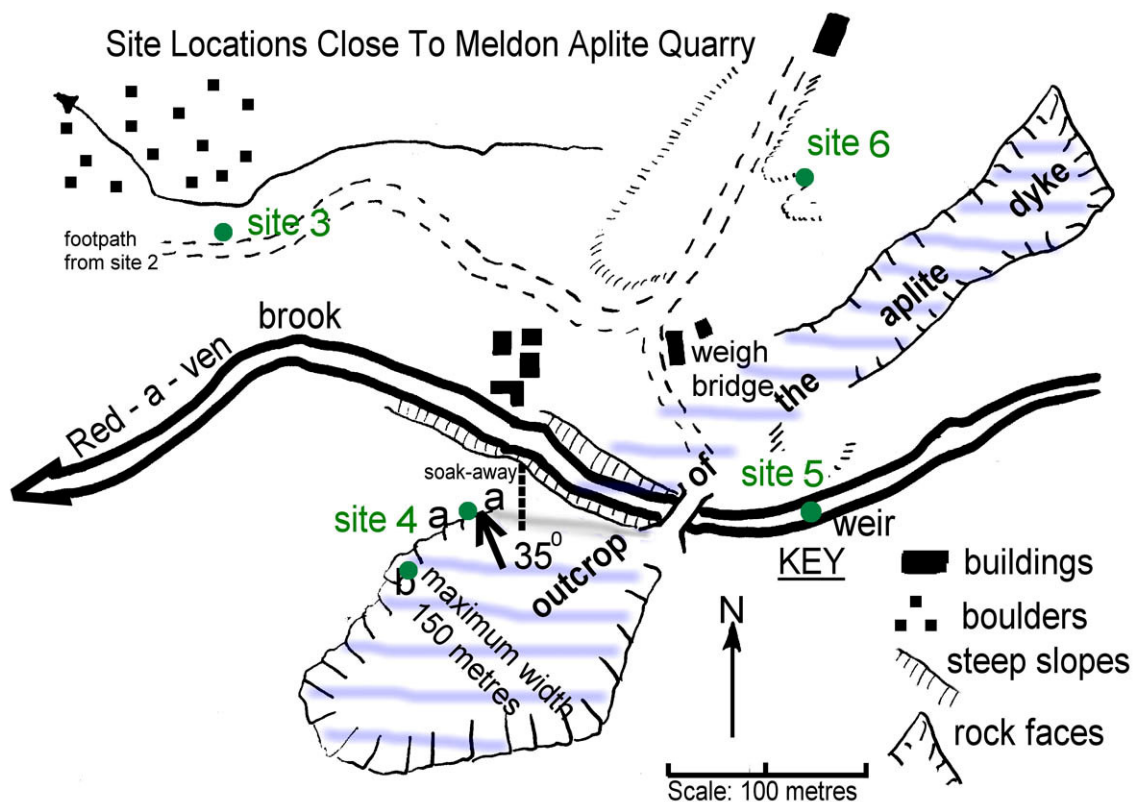 Site Locations Close To Meldon Aplite Quarry
site 6
site 3
footpath
from site 2
dyke
aplite
the
of
outcrop
brook
Red - a - ven
weigh
bridge
soak-away
site 5
weir
site 4
a
a
35⁰
b
maximum width
150 metres
KEY
buildings
boulders
steep slopes
rock faces
N
Scale: 100 metres